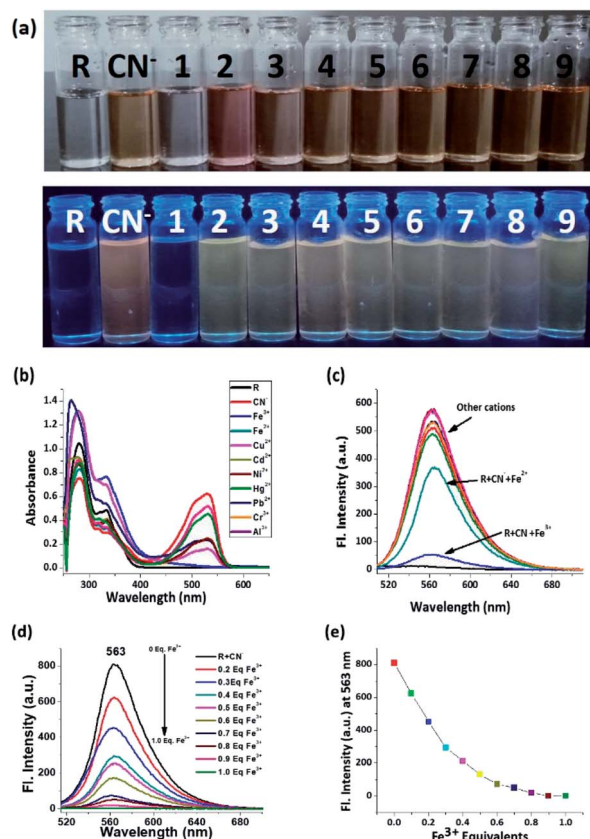 (a)
R CN⁻ 1 2 3 4 5 6 7 8 9
R CN⁻ 1 2 3 4 5 6 7 8 9
(b)
Absorbance
1.4
1.2
1.0
0.8
0.6
0.4
0.2
0.0
300 400 500 600
Wavelength (nm)
R
CN⁻
Fe³⁺
Fe²⁺
Cu²⁺
Cd²⁺
Ni²⁺
Hg²⁺
Pb²⁺
Cr³⁺
Al³⁺
(c)
Fl. Intensity (a.u.)
600
500
400
300
200
100
0
520 560 600 640 680
Wavelength (nm)
Other cations
R+CN⁻+Fe²⁺
R+CN+Fe³⁺
(d)
Fl. Intensity (a.u.)
800
600
400
200
0
520 560 600 640 680
Wavelength (nm)
563
0 Eq. Fe³⁺
1.0 Eq. Fe³⁺
R+CN⁻
0.2 Eq Fe³⁺
0.3Eq Fe³⁺
0.4 Eq Fe³⁺
0.5 Eq Fe³⁺
0.6 Eq Fe³⁺
0.7 Eq Fe³⁺
0.8 Eq Fe³⁺
0.9 Eq Fe³⁺
1.0 Eq Fe³⁺
(e)
Fl. Intensity (a.u.) at 563 nm
800
600
400
200
0
0.0 0.2 0.4 0.6 0.8 1.0
Fe³⁺ Equivalents